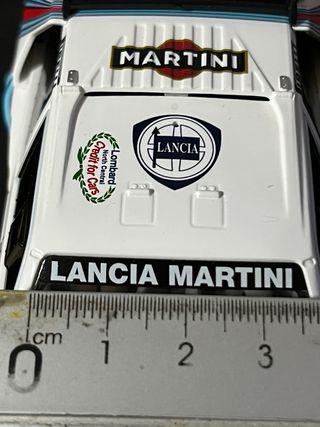 MARTINI
LANCIA
Lombard
North Central
Credit for Cars
LANCIA MARTINI
cm
0 1 2 3